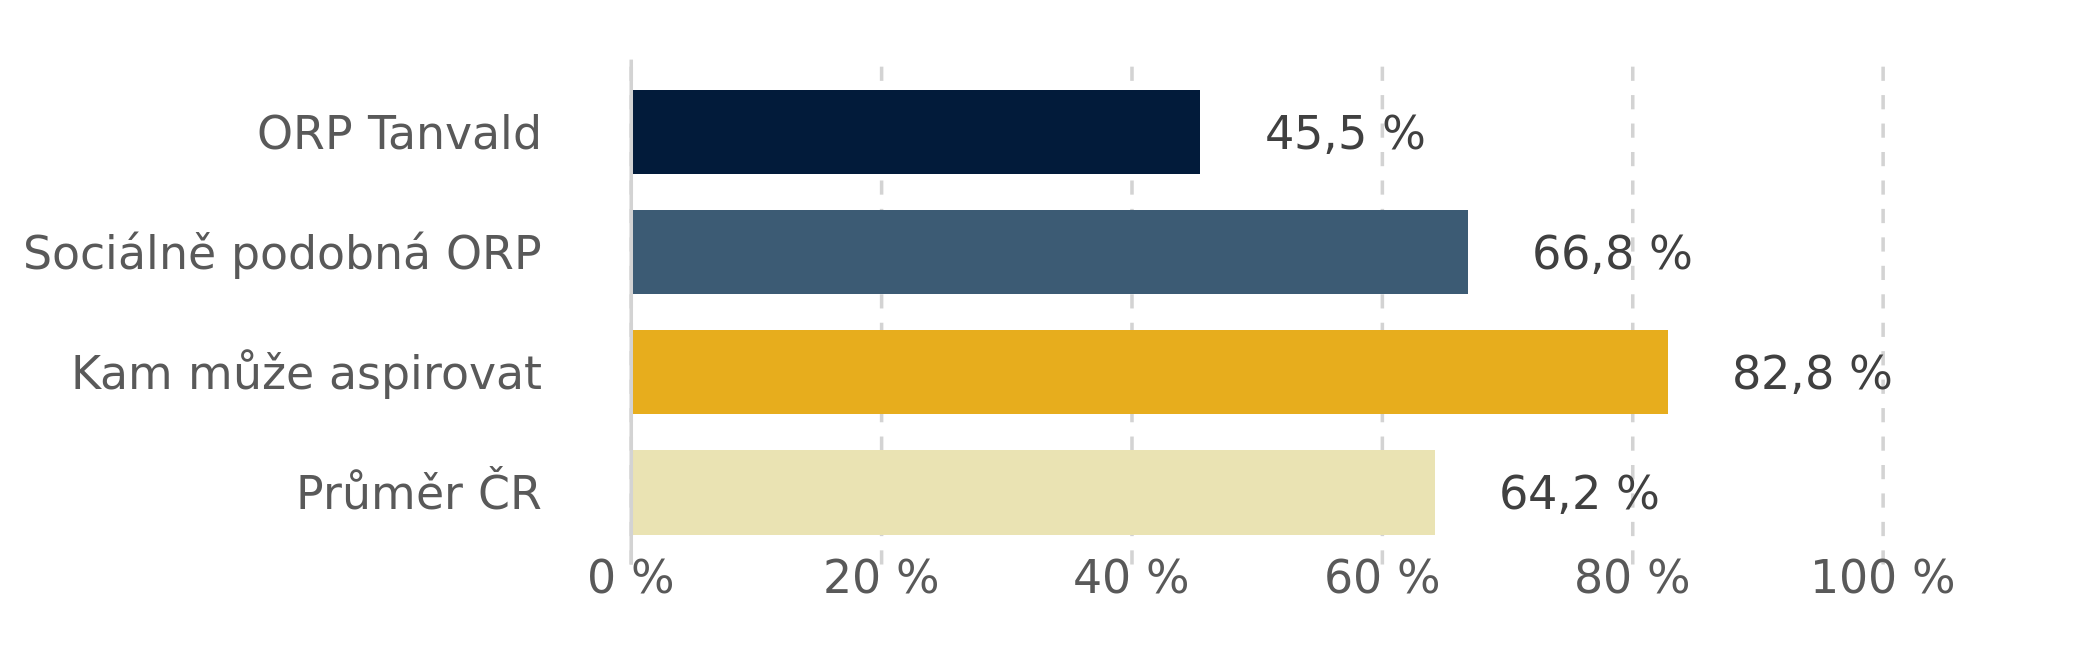 ORP Tanvald
45,5 %
Sociálně podobná ORP
66,8 %
Kam může aspirovat
82,8 %
Průměr ČR
64,2 %
0 % 20 % 40 % 60 % 80 % 100 %